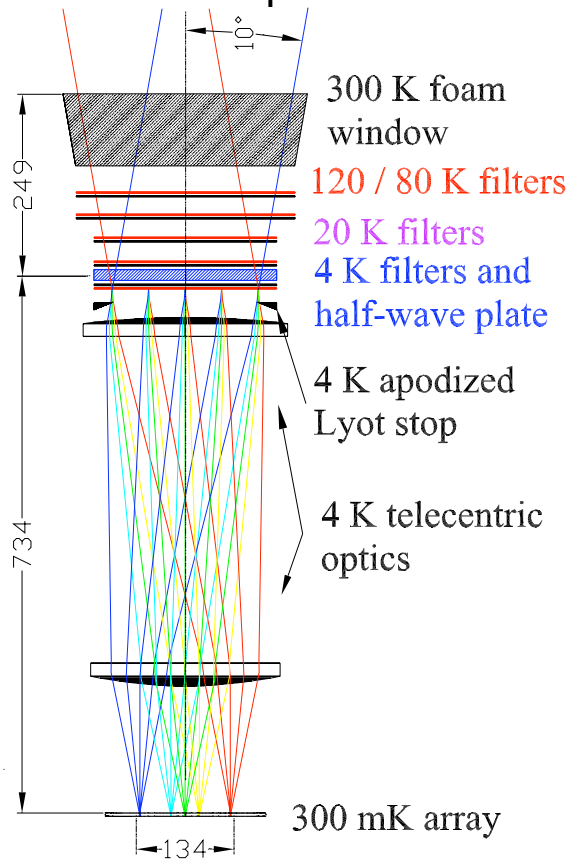 10°
300 K foam
window
249
120 / 80 K filters
20 K filters
4 K filters and
half-wave plate
4 K apodized
Lyot stop
734
4 K telecentric
optics
300 mK array
134